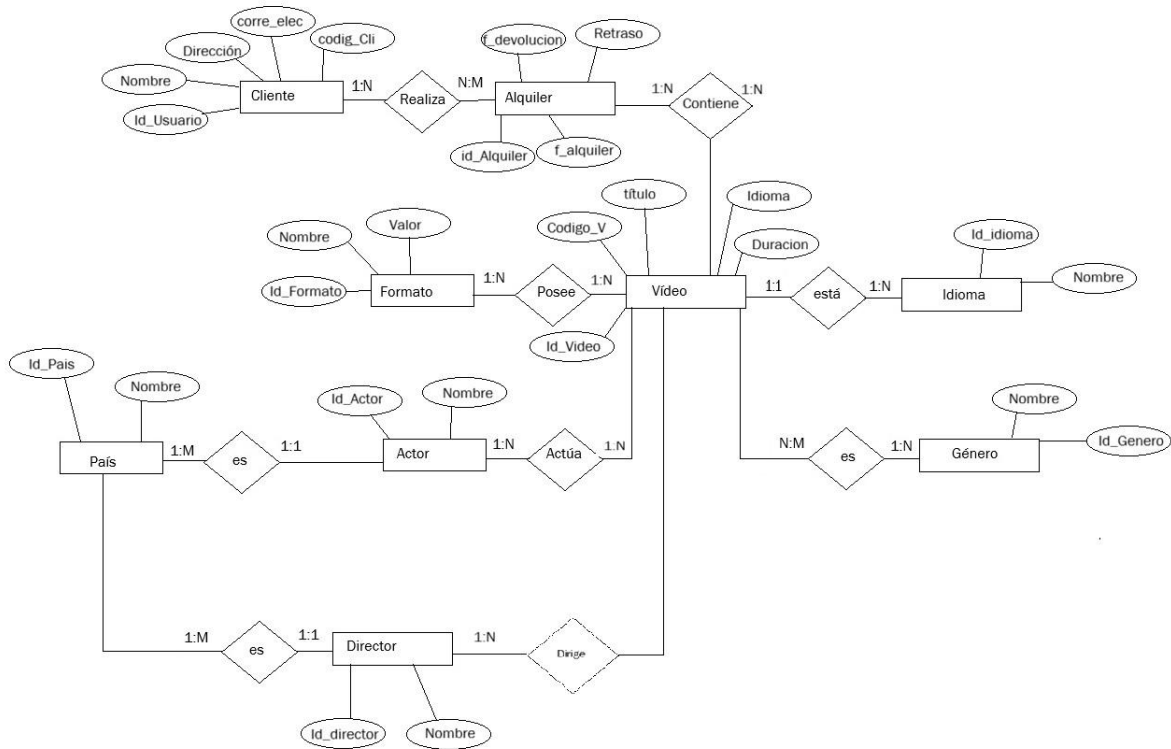 corre_elec
codig_Cli
Dirección
Nombre
Id_Usuario
Cliente
1:N
Realiza
N:M
f_devolucion
Retraso
Alquiler
id_Alquiler
f_alquiler
1:N
Contiene
1:N
título
Idioma
Codigo_V
Duracion
Vídeo
Id_Video
Nombre
Valor
Id_Formato
Formato
1:N
Posee
1:N
1:1
está
1:N
Id_idioma
Nombre
Idioma
Id_Pais
Nombre
País
1:M
es
1:1
Id_Actor
Nombre
Actor
1:N
Actúa
1:N
N:M
es
1:N
Nombre
Id_Genero
Género
1:M
es
1:1
Director
1:N
Dirige
Id_director
Nombre